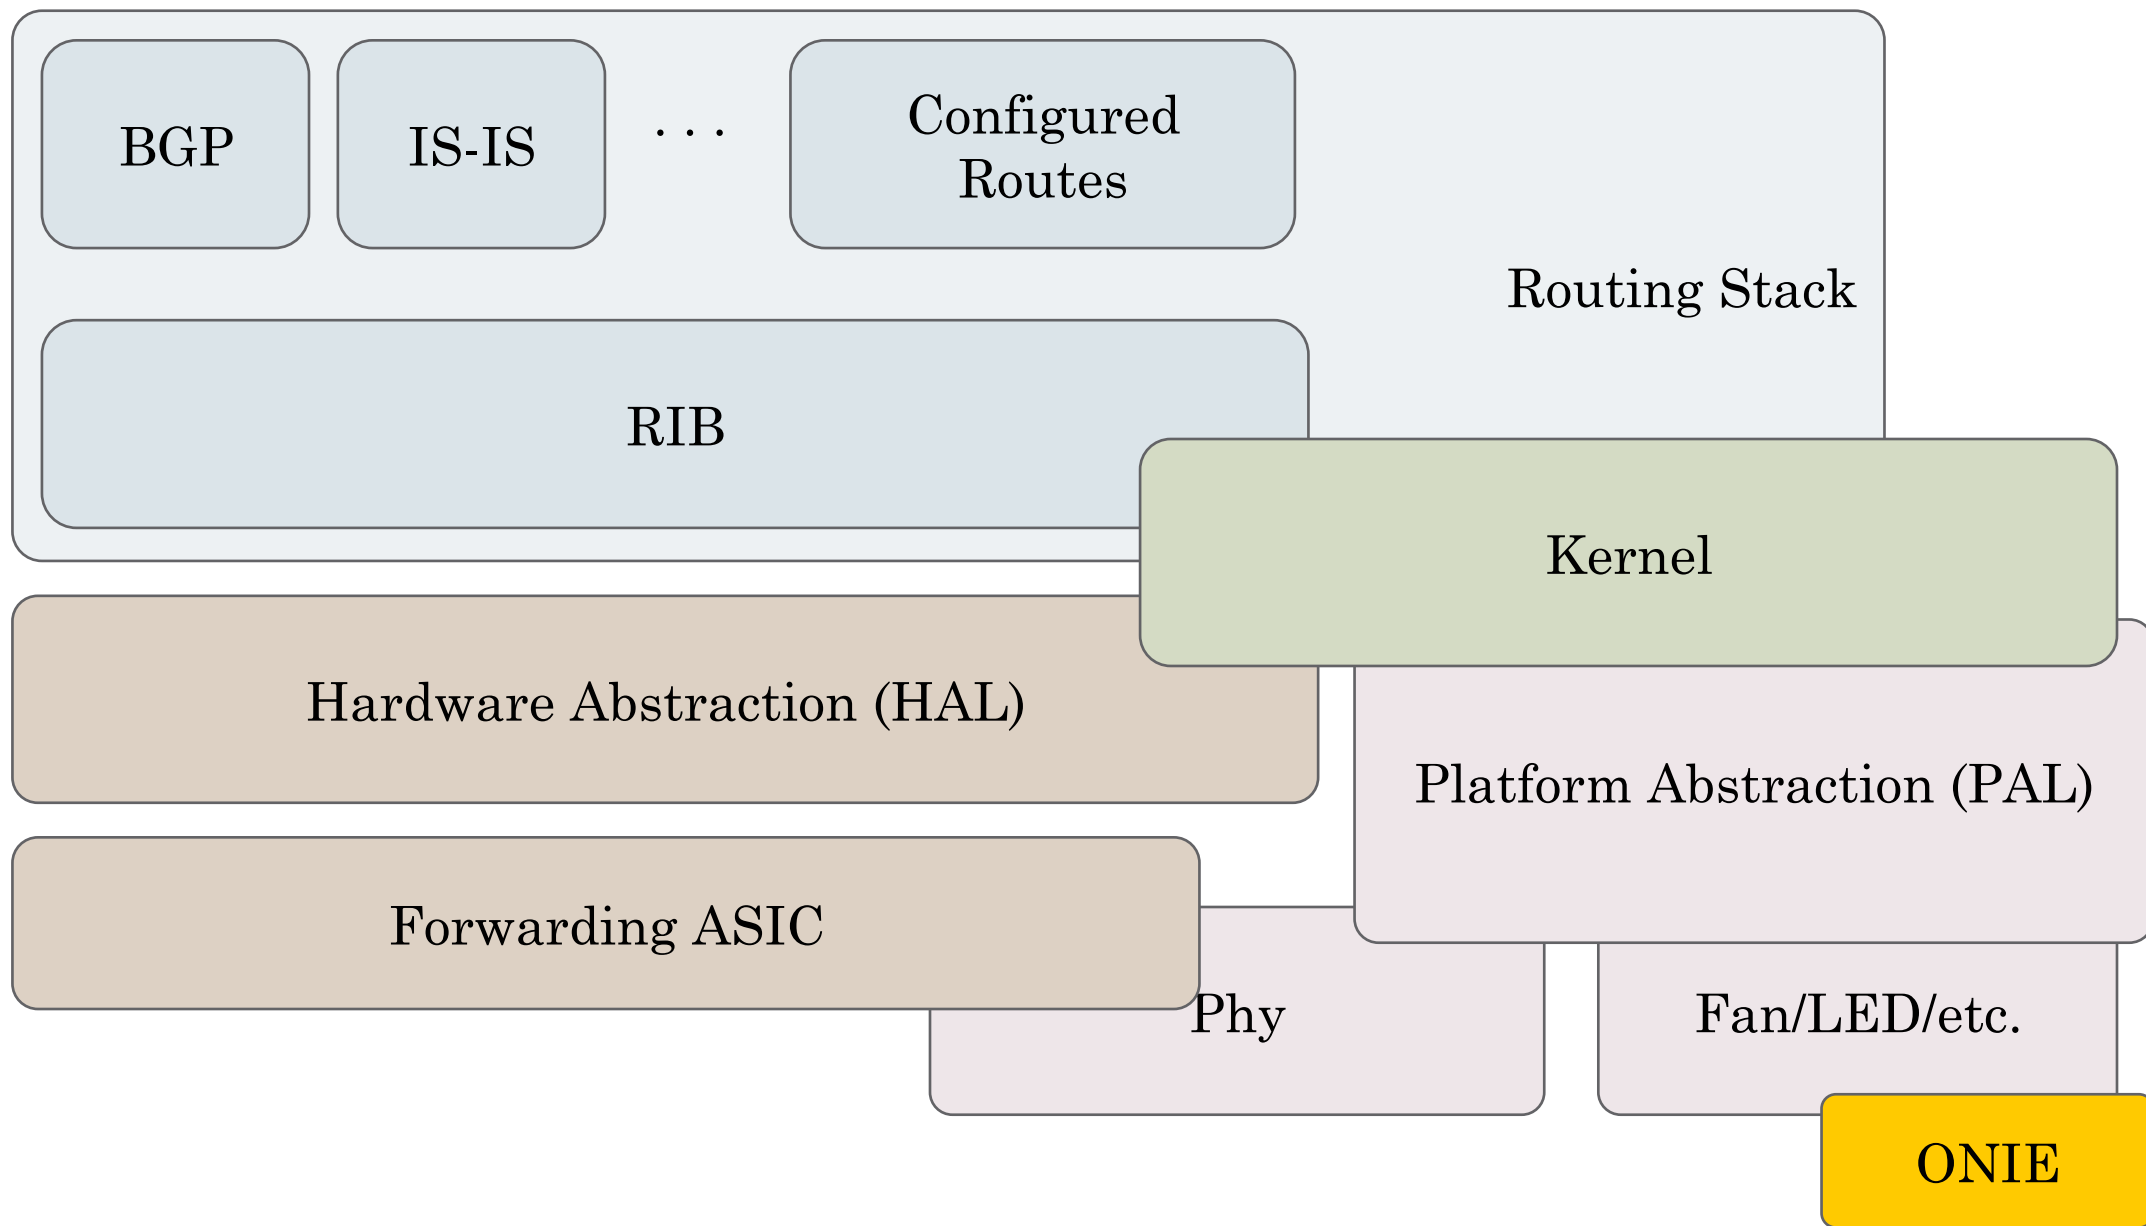 BGP
IS-IS
. . .
Configured
Routes
Routing Stack
RIB
Kernel
Hardware Abstraction (HAL)
Platform Abstraction (PAL)
Forwarding ASIC
Phy
Fan/LED/etc.
ONIE